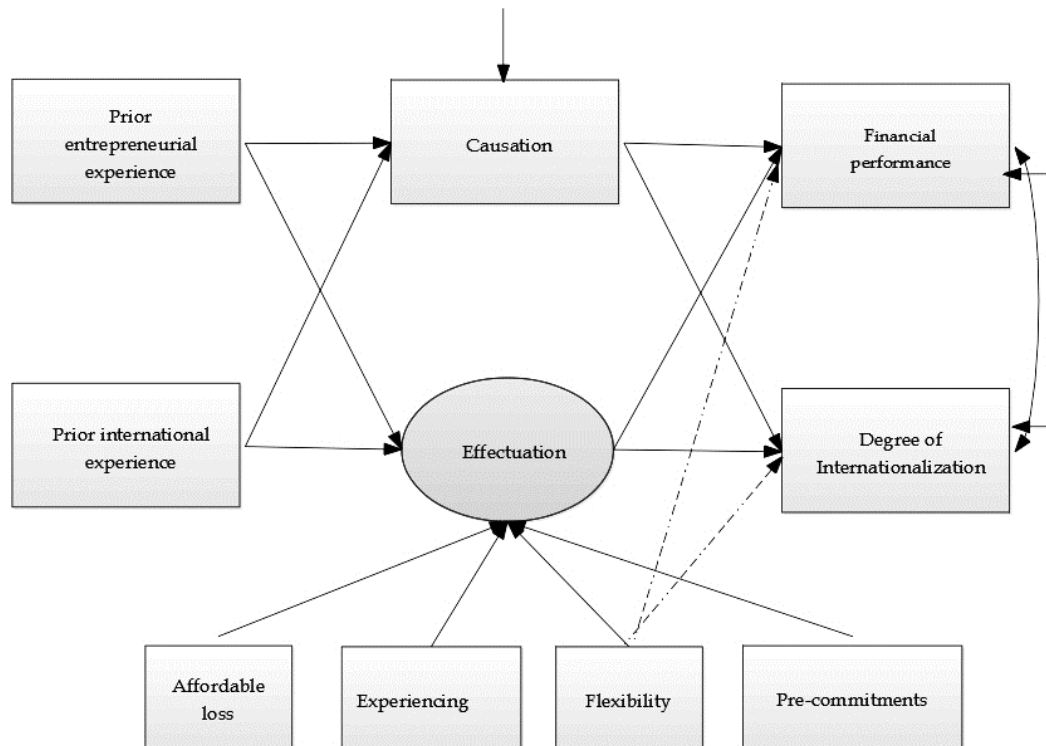 Prior
entrepreneurial
experience
Causation
Financial
performance
Prior international
experience
Effectuation
Degree of
Internationalization
Affordable
loss
Experiencing
Flexibility
Pre-commitments